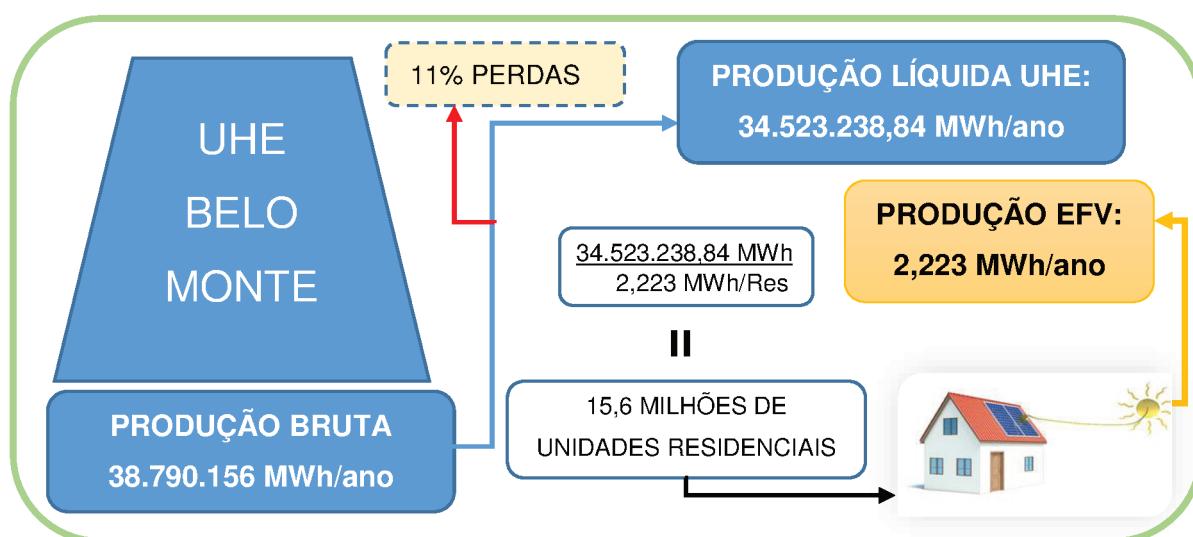 UHE
BELO
MONTE
PRODUÇÃO BRUTA
38.790.156 MWh/ano
11% PERDAS
PRODUÇÃO LÍQUIDA UHE:
34.523.238,84 MWh/ano
PRODUÇÃO EFV:
2,223 MWh/ano
34.523.238,84 MWh
2,223 MWh/Res
=
15,6 MILHÕES DE
UNIDADES RESIDENCIAIS